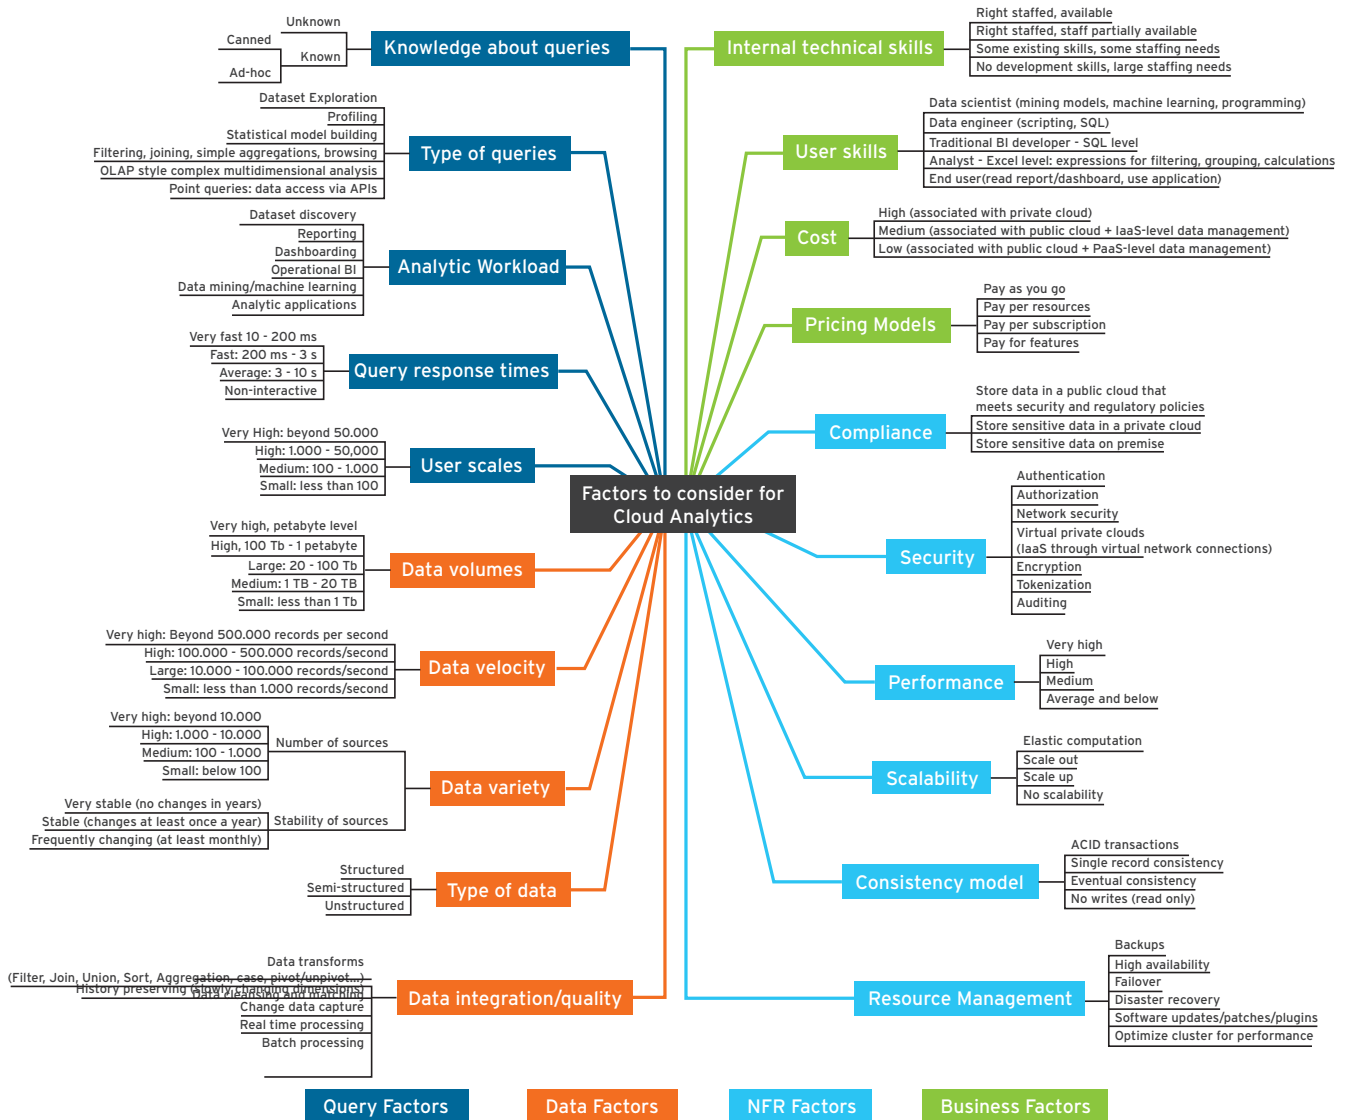 Unknown
Canned
Known
Ad-hoc
Knowledge about queries
Dataset Exploration
Profiling
Statistical model building
Filtering, joining, simple aggregations, browsing
OLAP style complex multidimensional analysis
Point queries: data access via APIs
Type of queries
Dataset discovery
Reporting
Dashboarding
Operational BI
Data mining/machine learning
Analytic applications
Analytic Workload
Very fast 10 - 200 ms
Fast: 200 ms - 3 s
Average: 3 - 10 s
Non-interactive
Query response times
Very High: beyond 50.000
High: 1.000 - 50,000
Medium: 100 - 1.000
Small: less than 100
User scales
Very high, petabyte level
High, 100 Tb - 1 petabyte
Large: 20 - 100 Tb
Medium: 1 TB - 20 TB
Small: less than 1 Tb
Data volumes
Very high: Beyond 500.000 records per second
High: 100.000 - 500.000 records/second
Large: 10.000 - 100.000 records/second
Small: less than 1.000 records/second
Data velocity
Very high: beyond 10.000
High: 1.000 - 10.000
Medium: 100 - 1.000
Small: below 100
Number of sources
Very stable (no changes in years)
Stable (changes at least once a year)
Frequently changing (at least monthly)
Stability of sources
Data variety
Structured
Semi-structured
Unstructured
Type of data
Data transforms
(Filter, Join, Union, Sort, Aggregation, case, pivot/unpivot...)
History preserving (slowly changing dimensions)
Data cleansing and matching
Change data capture
Real time processing
Batch processing
Data integration/quality
Factors to consider for
Cloud Analytics
Internal technical skills
Right staffed, available
Right staffed, staff partially available
Some existing skills, some staffing needs
No development skills, large staffing needs
User skills
Data scientist (mining models, machine learning, programming)
Data engineer (scripting, SQL)
Traditional BI developer - SQL level
Analyst - Excel level: expressions for filtering, grouping, calculations
End user(read report/dashboard, use application)
Cost
High (associated with private cloud)
Medium (associated with public cloud + IaaS-level data management)
Low (associated with public cloud + PaaS-level data management)
Pricing Models
Pay as you go
Pay per resources
Pay per subscription
Pay for features
Compliance
Store data in a public cloud that
meets security and regulatory policies
Store sensitive data in a private cloud
Store sensitive data on premise
Security
Authentication
Authorization
Network security
Virtual private clouds
(IaaS through virtual network connections)
Encryption
Tokenization
Auditing
Performance
Very high
High
Medium
Average and below
Scalability
Elastic computation
Scale out
Scale up
No scalability
Consistency model
ACID transactions
Single record consistency
Eventual consistency
No writes (read only)
Resource Management
Backups
High availability
Failover
Disaster recovery
Software updates/patches/plugins
Optimize cluster for performance
Query Factors
Data Factors
NFR Factors
Business Factors